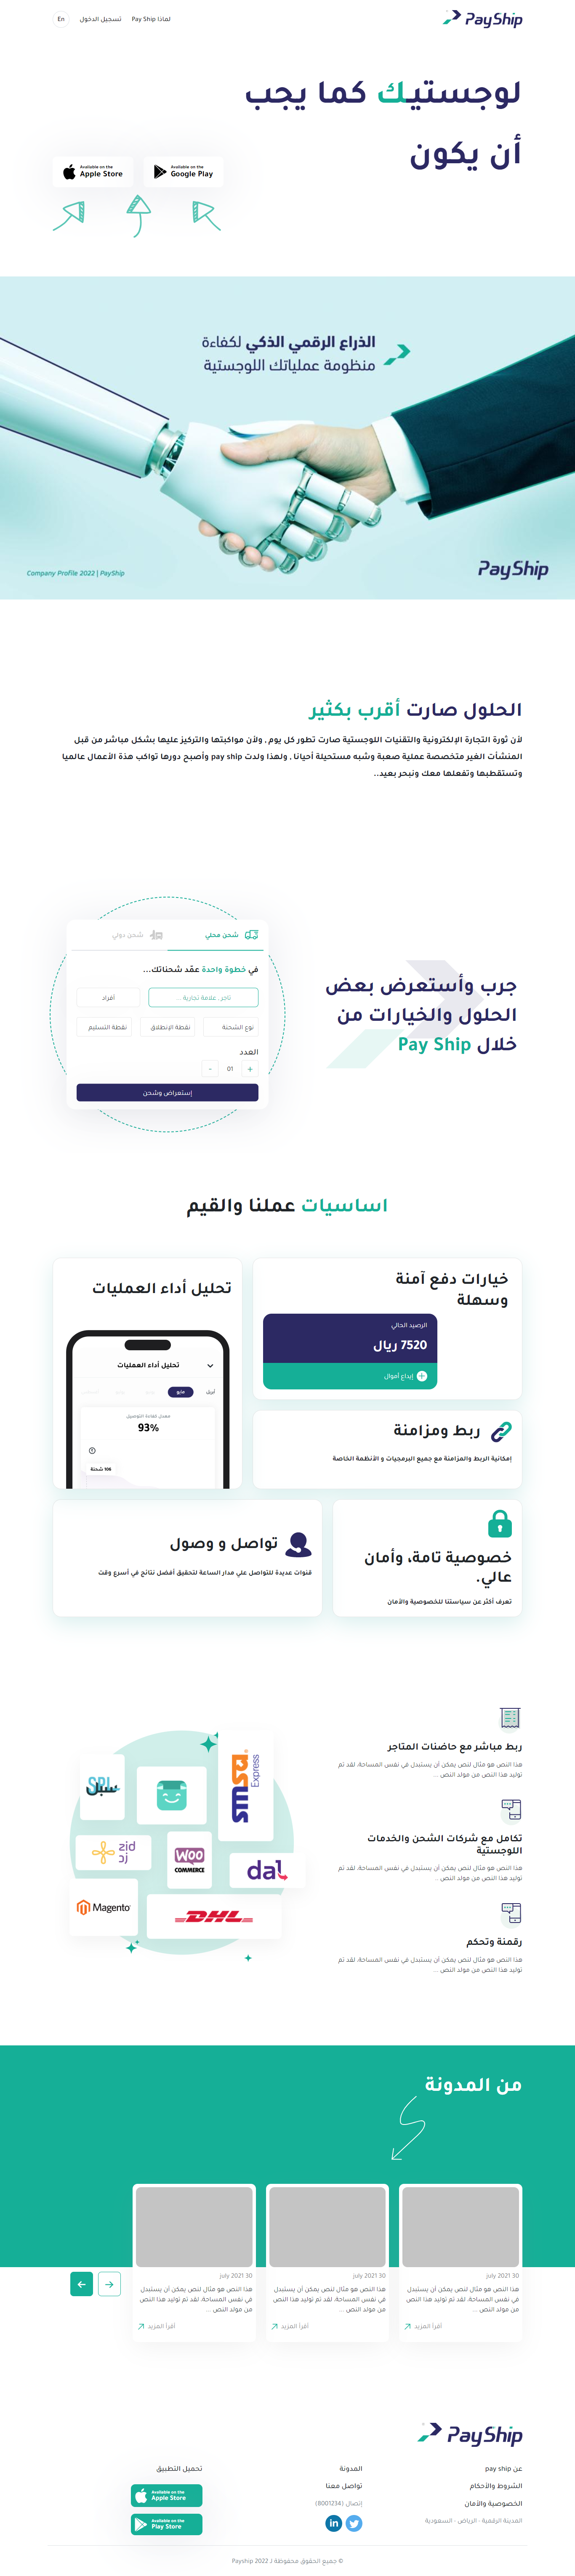 PayShip
لماذا Pay Ship
تسجيل الدخول
En
لوجستيك كما يجب
أن يكون
Available on the
Google Play
Available on the
Apple Store
الذراع الرقمي الذكي لكفاءة
منظومة عملياتك اللوجستية
Company Profile 2022 | PayShip
PayShip
الحلول صارت أقرب بكثير
لأن ثورة التجارة الإلكترونية والتقنيات اللوجستية صارت تطور كل يوم , ولأن مواكبتها والتركيز عليها بشكل مباشر من قبل
المنشأت الغير متخصصة عملية صعبة وشبه مستحيلة أحيانا , ولهذا ولدت pay ship وأصبح دورها تواكب هذة الأعمال عالميا
وتستقطبها وتفعلها معك ونبحر بعيد..
جرب وأستعرض بعض
الحلول والخيارات من
خلال Pay Ship
شحن محلي
شحن دولي
في خطوة واحدة عمّد شحناتك...
تاجر , علامة تجارية ...
أفراد
نوع الشحنة
نقطة الإنطلاق
نقطة التسليم
العدد
+
01
-
إستعراض وشحن
اساسيات عملنا والقيم
خيارات دفع آمنة
وسهلة
الرصيد الحالي
7520 ريال
إيداع أموال
تحليل أداء العمليات
تحليل أداء العمليات
أبريل
مايو
معدل كفاءة التوصيل
93%
106 شحنة
ربط ومزامنة
إمكانية الربط والمزامنة مع جميع البرمجيات و الأنظمة الخاصة
خصوصية تامة، وأمان
عالي.
تعرف أكثر عن سياستنا للخصوصية والأمان
تواصل و وصول
قنوات عديدة للتواصل علي مدار الساعة لتحقيق أفضل نتائج في أسرع وقت
ربط مباشر مع حاضنات المتاجر
هذا النص هو مثال لنص يمكن أن يستبدل في نفس المساحة، لقد تم
توليد هذا النص من مولد النص ...
تكامل مع شركات الشحن والخدمات
اللوجستية
هذا النص هو مثال لنص يمكن أن يستبدل في نفس المساحة، لقد تم
توليد هذا النص من مولد النص ..
رقمنة وتحكم
هذا النص هو مثال لنص يمكن أن يستبدل في نفس المساحة، لقد تم
توليد هذا النص من مولد النص ...
SPL
سبل
smsa
Express
zid
زد
WOO
COMMERCE
dal
Magento
DHL
من المدونة
30 july 2021
هذا النص هو مثال لنص يمكن أن يستبدل
في نفس المساحة، لقد تم توليد هذا النص
من مولد النص ...
أقرأ المزيد
30 july 2021
هذا النص هو مثال لنص يمكن أن يستبدل
في نفس المساحة، لقد تم توليد هذا النص
من مولد النص ...
أقرأ المزيد
30 july 2021
هذا النص هو مثال لنص يمكن أن يستبدل
في نفس المساحة، لقد تم توليد هذا النص
من مولد النص ...
أقرأ المزيد
PayShip
عن pay ship
الشروط والأحكام
الخصوصية والأمان
المدينة الرقمية - الرياض - السعودية
المدونة
تواصل معنا
إتصال (8001234)
in
تحميل التطبيق
Available on the
Apple Store
Available on the
Play Store
© جميع الحقوق محفوظة لـ Payship 2022